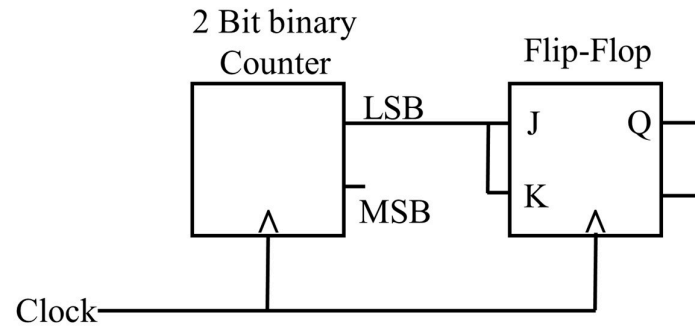 2 Bit binary
Counter
Flip-Flop
LSB
J
Q
K
MSB
Clock